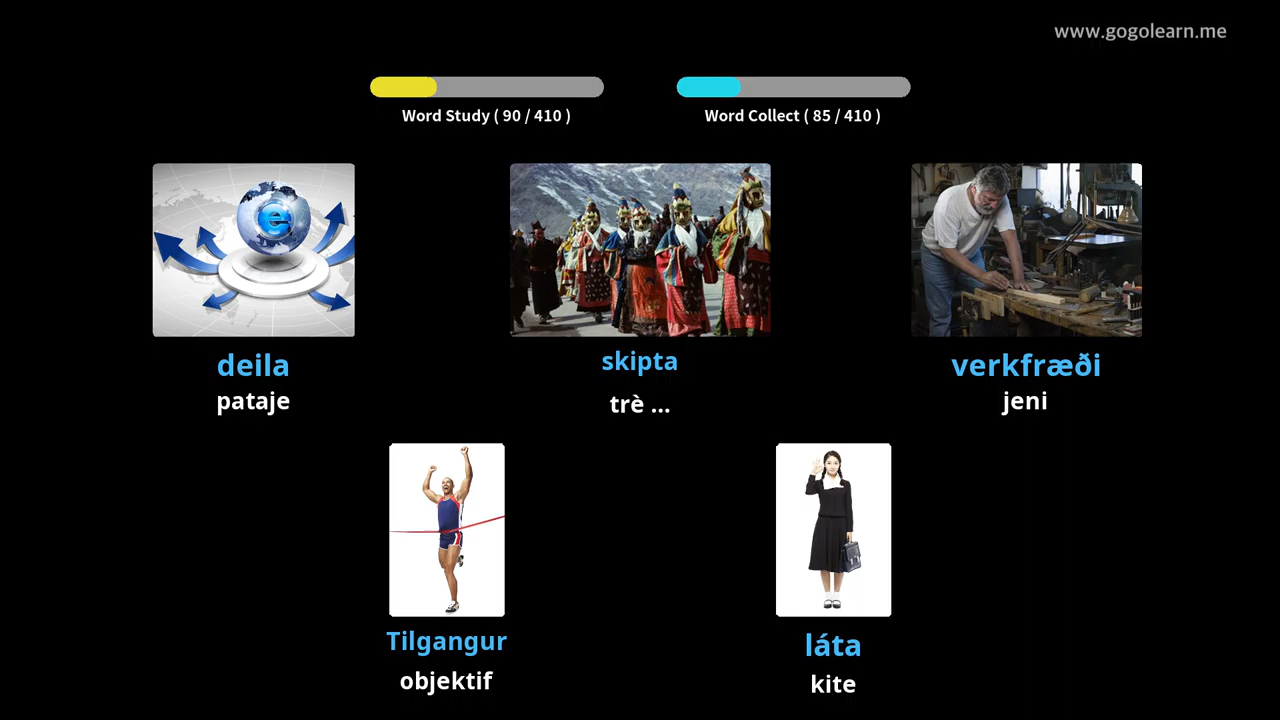 www.gogolearn.me
Word Study ( 90 / 410 )
Word Collect ( 85 / 410 )
e
deila
pataje
skipta
trè ...
verkfræði
jeni
Tilgangur
objektif
láta
kite